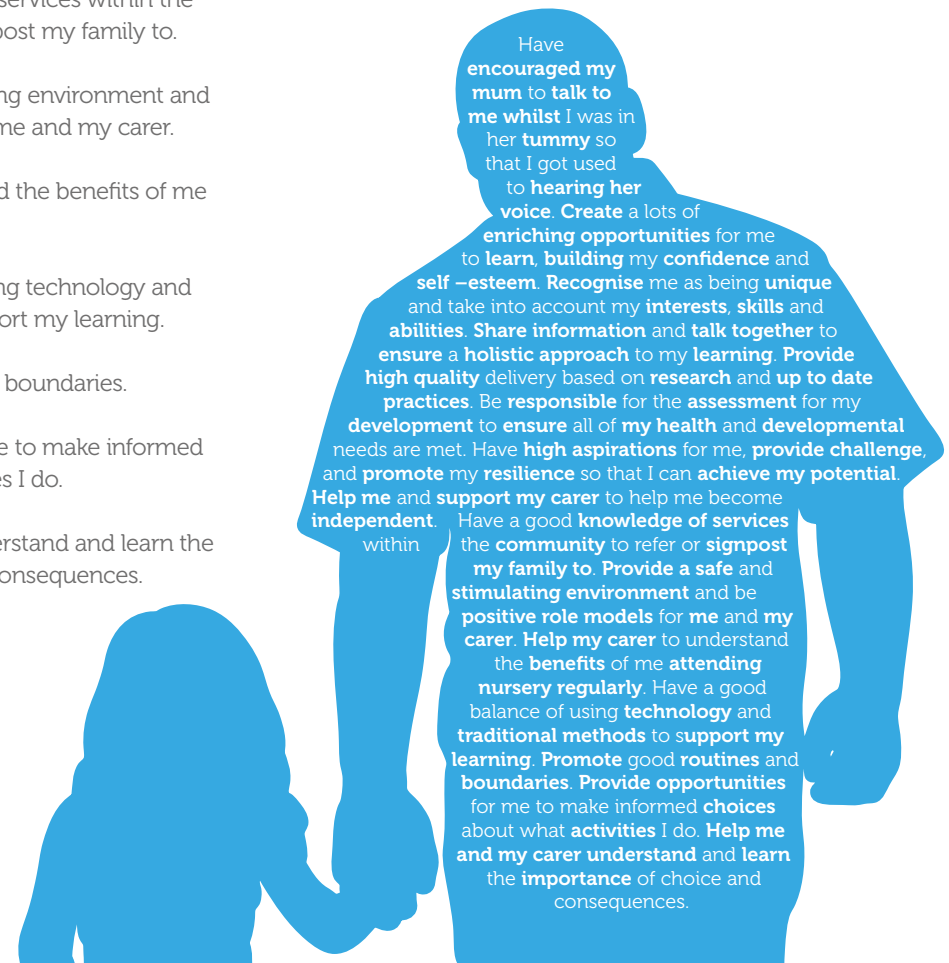 services within the
post my family to.
ng environment and
me and my carer.
d the benefits of me
ng technology and
ort my learning.
boundaries.
e to make informed
es I do.
erstand and learn the
onsequences.
Have
encouraged my
mum to talk to
me whilst I was in
her tummy so
that I got used
to hearing her
voice. Create a lots of
enriching opportunities for me
to learn, building my confidence and
self –esteem. Recognise me as being unique
and take into account my interests, skills and
abilities. Share information and talk together to
ensure a holistic approach to my learning. Provide
high quality delivery based on research and up to date
practices. Be responsible for the assessment for my
development to ensure all of my health and developmental
needs are met. Have high aspirations for me, provide challenge,
and promote my resilience so that I can achieve my potential.
Help me and support my carer to help me become
independent. Have a good knowledge of services
within the community to refer or signpost
my family to. Provide a safe and
stimulating environment and be
positive role models for me and my
carer. Help my carer to understand
the benefits of me attending
nursery regularly. Have a good
balance of using technology and
traditional methods to support my
learning. Promote good routines and
boundaries. Provide opportunities
for me to make informed choices
about what activities I do. Help me
and my carer understand and learn
the importance of choice and
consequences.